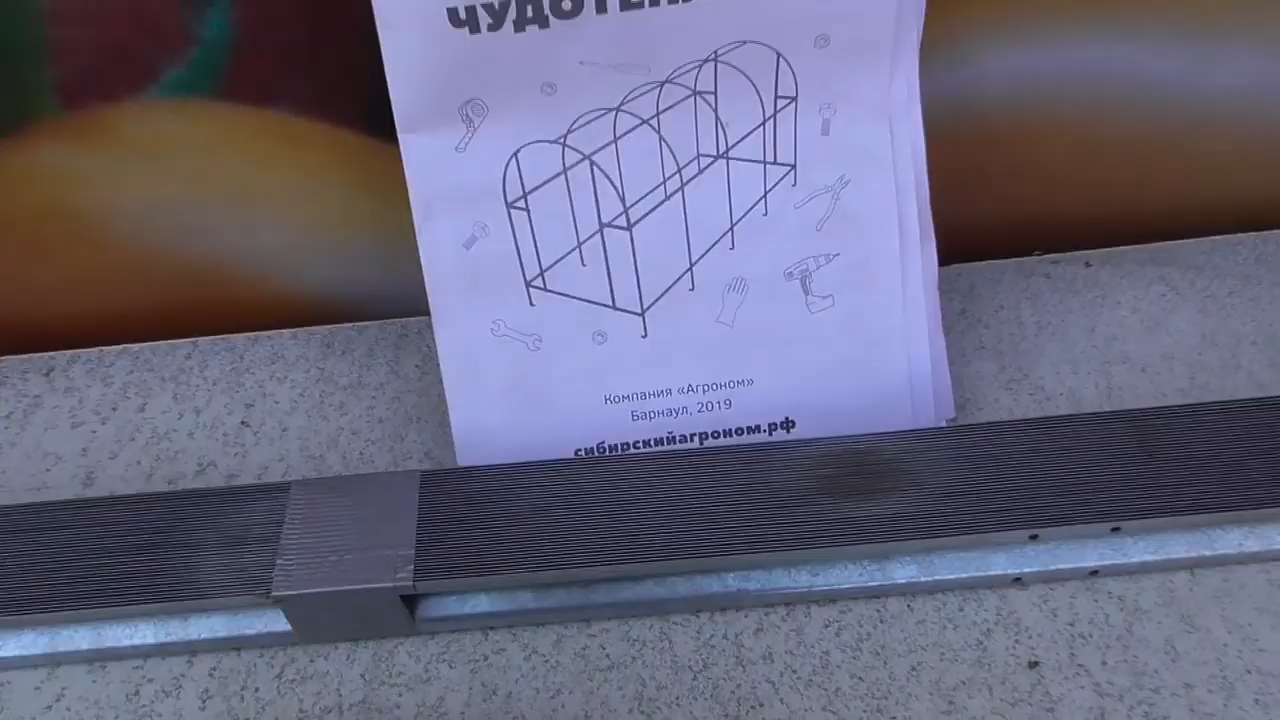 Компания «Агроном»
Барнаул, 2019
сибирскийагроном.рф